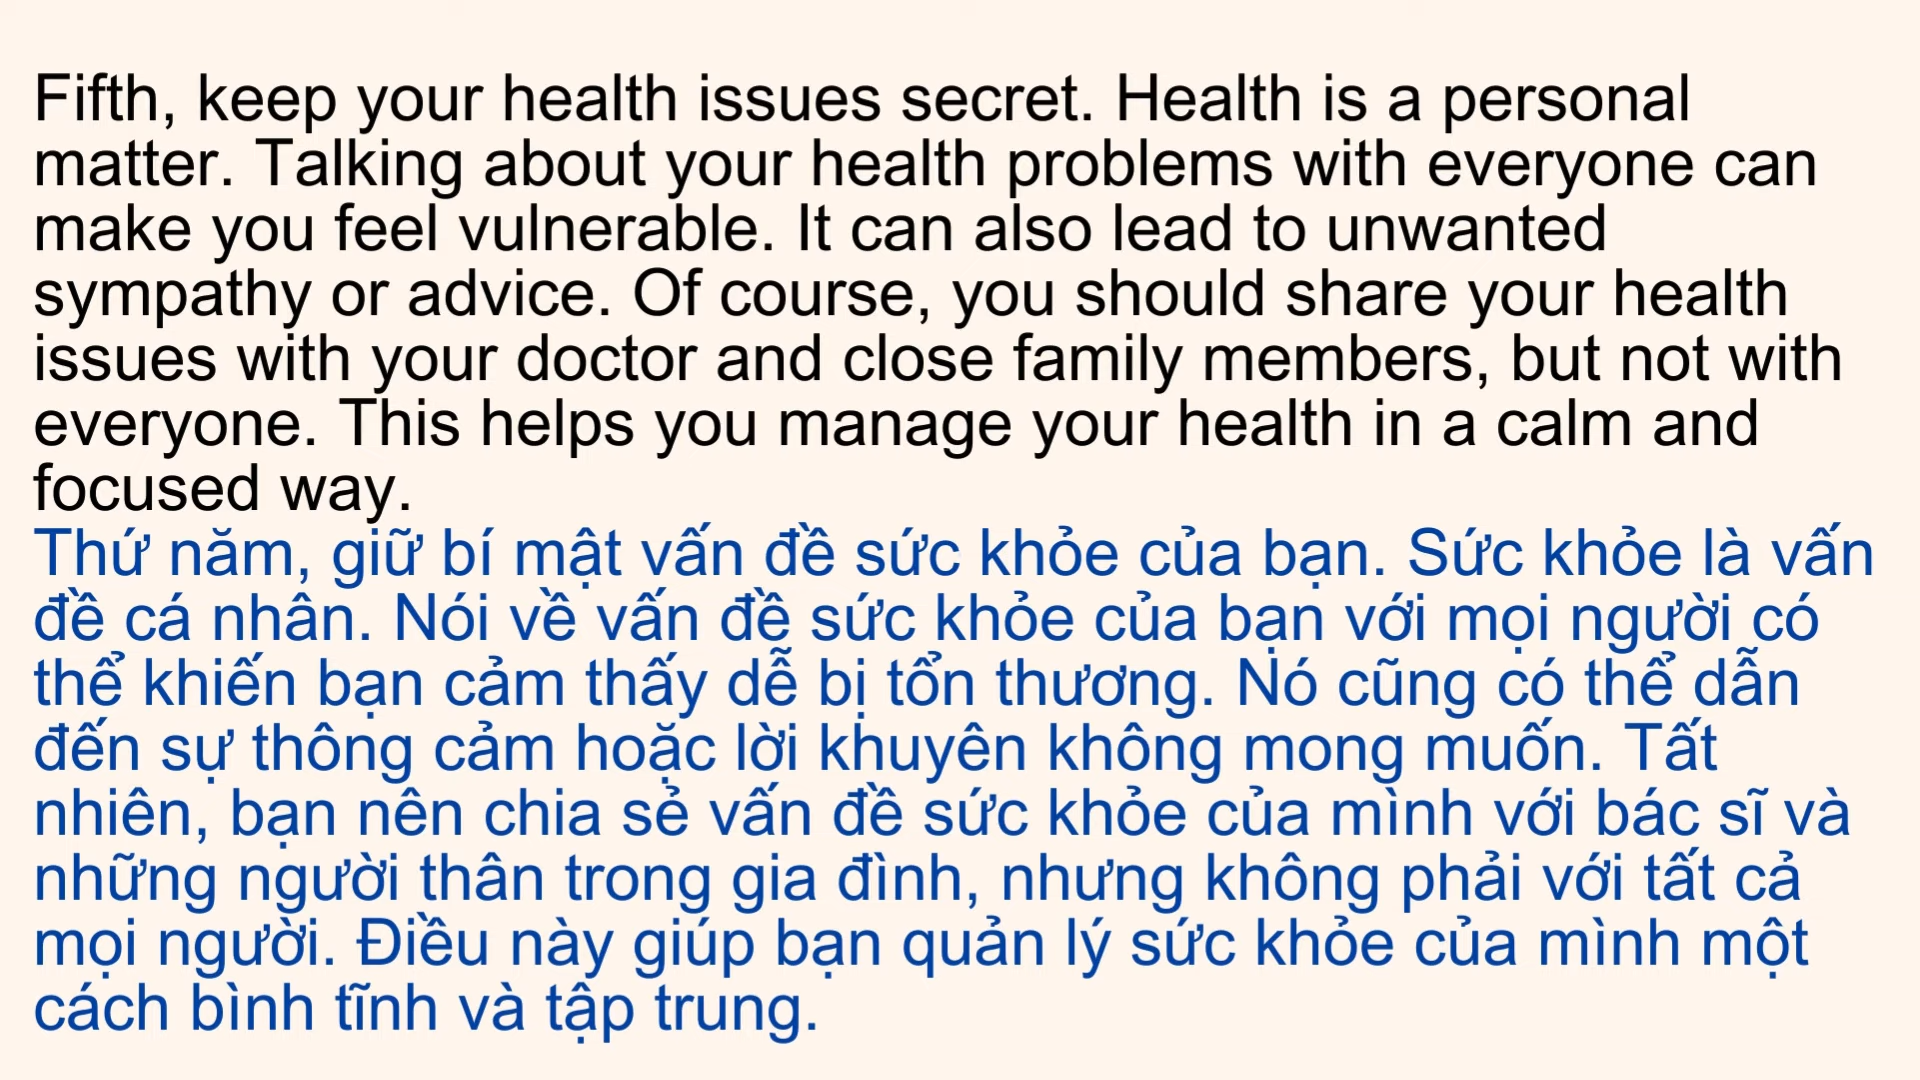 Fifth, keep your health issues secret. Health is a personal
matter. Talking about your health problems with everyone can
make you feel vulnerable. It can also lead to unwanted
sympathy or advice. Of course, you should share your health
issues with your doctor and close family members, but not with
everyone. This helps you manage your health in a calm and
focused way.
Thứ năm, giữ bí mật vấn đề sức khỏe của bạn. Sức khỏe là vấn
đề cá nhân. Nói về vấn đề sức khỏe của bạn với mọi người có
thể khiến bạn cảm thấy dễ bị tổn thương. Nó cũng có thể dẫn
đến sự thông cảm hoặc lời khuyên không mong muốn. Tất
nhiên, bạn nên chia sẻ vấn đề sức khỏe của mình với bác sĩ và
những người thân trong gia đình, nhưng không phải với tất cả
mọi người. Điều này giúp bạn quản lý sức khỏe của mình một
cách bình tĩnh và tập trung.